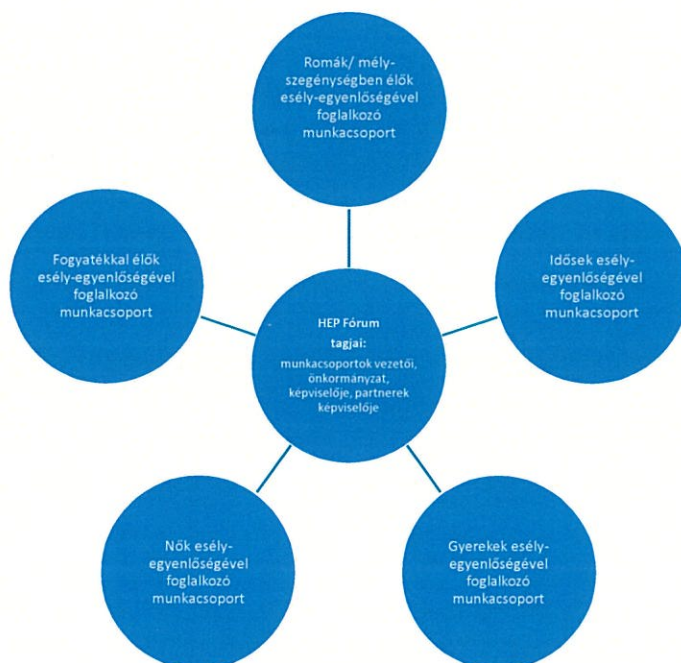 Romák/ mély-
szegénységben élők
esély-egyenlőségével
foglalkozó
munkacsoport
Fogyatékkal élők
esély-egyenlőségével
foglalkozó
munkacsoport
Idősek esély-
egyenlőségével
foglalkozó
munkacsoport
HEP Fórum
tagjai:
munkacsoportok vezetői,
önkormányzat,
képviselője, partnerek
képviselője
Nők esély-
egyenlőségével
foglalkozó
munkacsoport
Gyerekek esély-
egyenlőségével
foglalkozó
munkacsoport